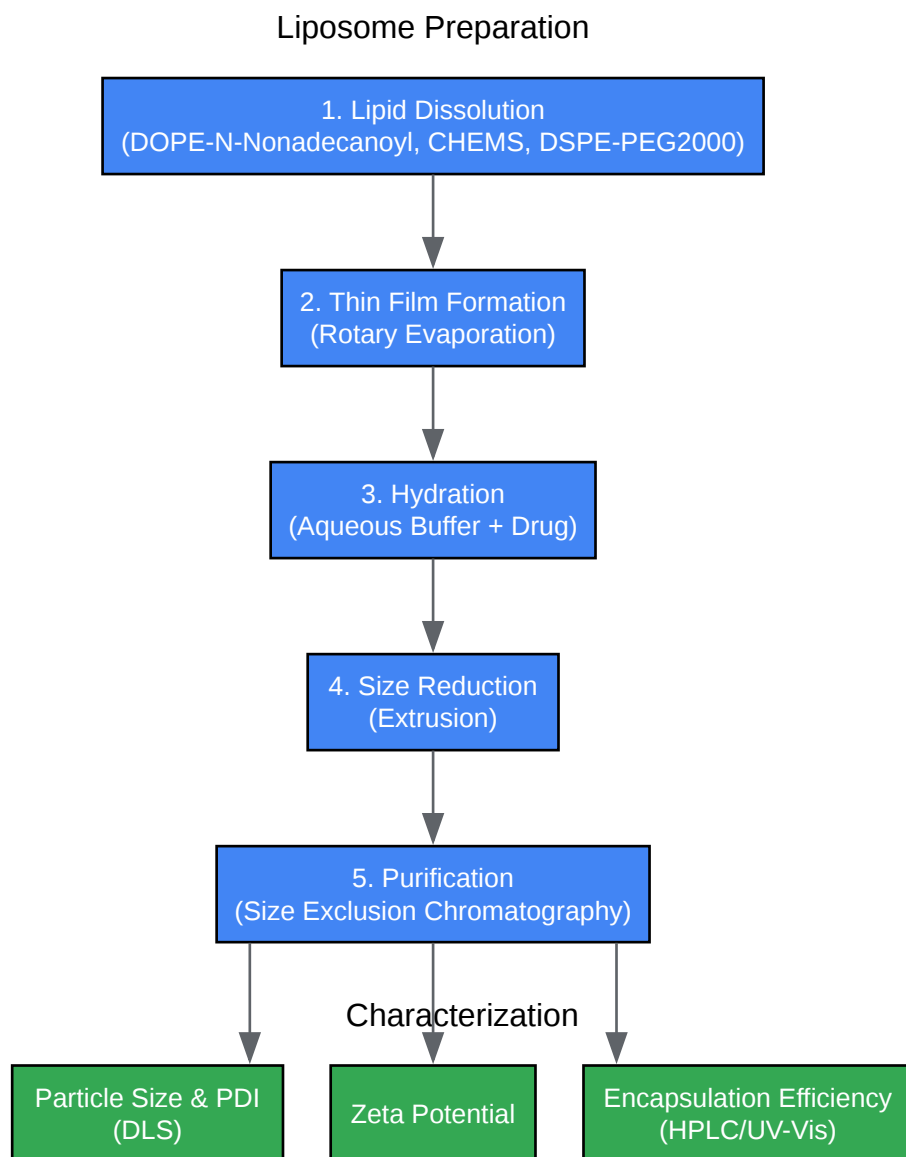 Liposome Preparation
1. Lipid Dissolution
(DOPE-N-Nonadecanoyl, CHEMS, DSPE-PEG2000)
2. Thin Film Formation
(Rotary Evaporation)
3. Hydration
(Aqueous Buffer + Drug)
4. Size Reduction
(Extrusion)
5. Purification
(Size Exclusion Chromatography)
Characterization
Particle Size & PDI
(DLS)
Zeta Potential
Encapsulation Efficiency
(HPLC/UV-Vis)